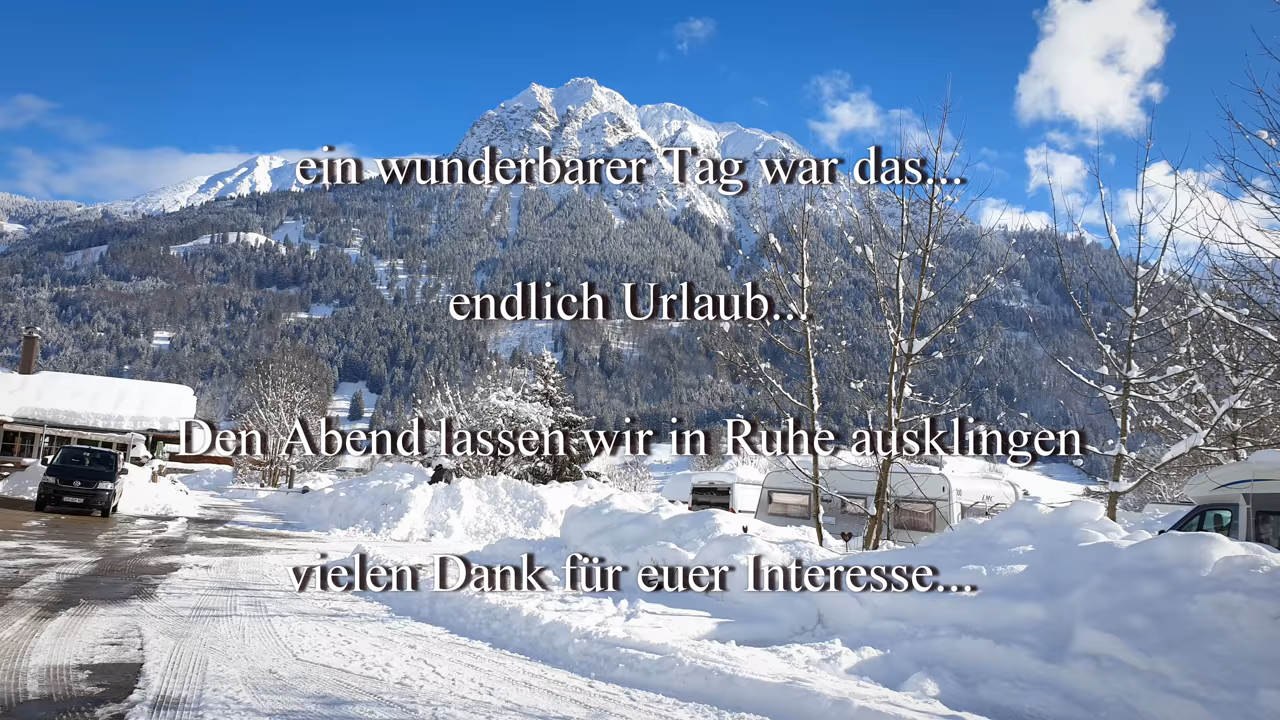 ein wunderbarer Tag war das...
endlich Urlaub...
Den Abend lassen wir in Ruhe ausklingen
vielen Dank für euer Interesse...
LMC